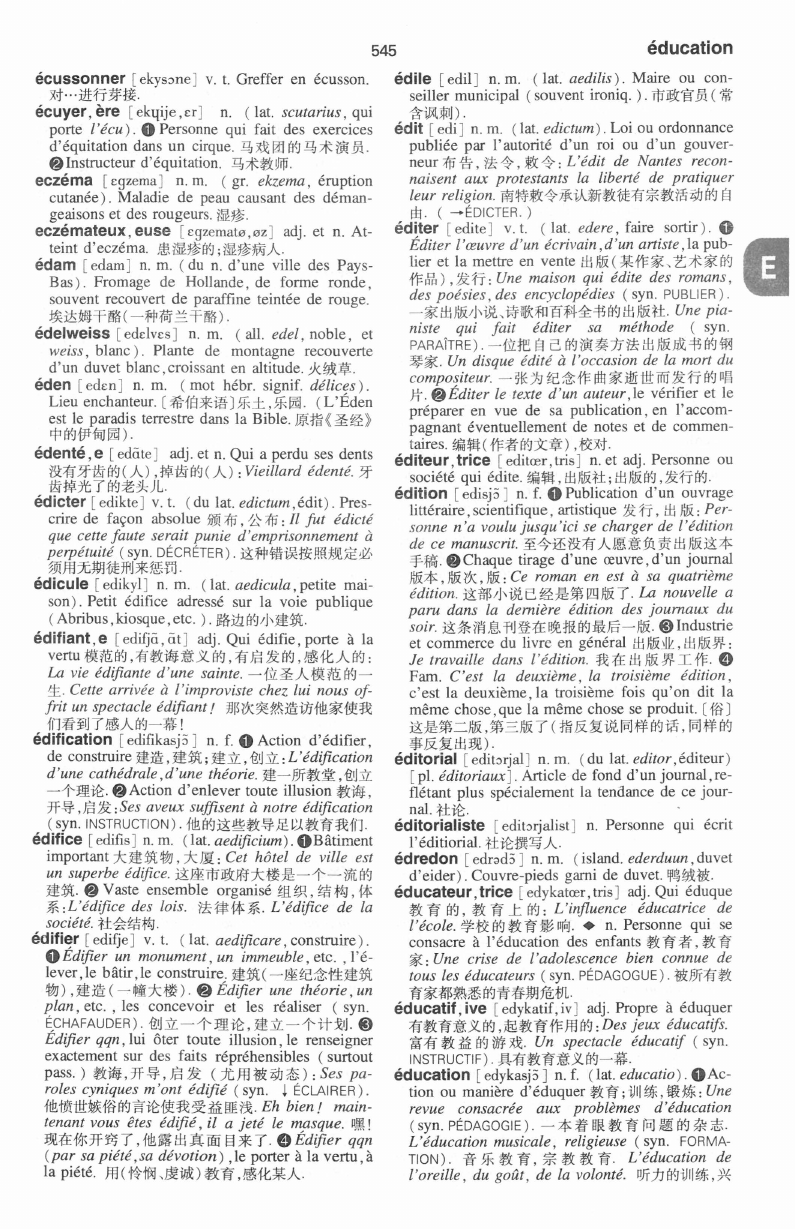 545
éducation
écussonner [ekysɔne] v. t. Greffer en écusson.
对…进行芽接.
écuyer, ère [ekɥije,ɛr] n. (lat. scutarius, qui
porte l'écu). ❶ Personne qui fait des exercices
d'équitation dans un cirque. 马戏团的马术演员.
❷ Instructeur d'équitation. 马术教师.
eczéma [ɛgzema] n. m. (gr. ekzema, éruption
cutanée). Maladie de peau causant des déman-
geaisons et des rougeurs. 湿疹.
eczémateux, euse [ɛgzematø,øz] adj. et n. At-
teint d'eczéma. 患湿疹的;湿疹病人.
édam [edam] n. m. (du n. d'une ville des Pays-
Bas). Fromage de Hollande, de forme ronde,
souvent recouvert de paraffine teintée de rouge.
埃达姆干酪(一种荷兰干酪).
édelweiss [edɛlvɛs] n. m. (all. edel, noble, et
weiss, blanc). Plante de montagne recouverte
d'un duvet blanc,croissant en altitude. 火绒草.
éden [edɛn] n. m. (mot hébr. signif. délices).
Lieu enchanteur. [希伯来语]乐土,乐园. (L'Éden
est le paradis terrestre dans la Bible. 原指《圣经》
中的伊甸园).
édenté, e [edɑ̃te] adj. et n. Qui a perdu ses dents
没有牙齿的(人),掉齿的(人): Vieillard édenté. 牙
齿掉光了的老头儿.
édicter [edikte] v. t. (du lat. edictum,édit). Pres-
crire de façon absolue 颁布,公布: Il fut édicté
que cette faute serait punie d'emprisonnement à
perpétuité (syn. DÉCRÉTER). 这种错误按照规定必
须用无期徒刑来惩罚.
édicule [edikyl] n. m. (lat. aedicula,petite mai-
son). Petit édifice adressé sur la voie publique
(Abribus,kiosque,etc.). 路边的小建筑.
édifiant, e [edifjɑ̃,ɑ̃t] adj. Qui édifie,porte à la
vertu 模范的,有教诲意义的,有启发的,感化人的:
La vie édifiante d'une sainte. 一位圣人模范的一
生. Cette arrivée à l'improviste chez lui nous of-
frit un spectacle édifiant! 那次突然造访他家使我
们看到了感人的一幕!
édification [edifikasjɔ̃] n. f. ❶ Action d'édifier,
de construire 建造,建筑;建立,创立: L'édification
d'une cathédrale,d'une théorie. 建一所教堂,创立
一个理论. ❷ Action d'enlever toute illusion 教诲,
开导,启发: Ses aveux suffisent à notre édification
(syn. INSTRUCTION). 他的这些教导足以教育我们.
édifice [edifis] n. m. (lat. aedificium). ❶ Bâtiment
important 大建筑物,大厦: Cet hôtel de ville est
un superbe édifice. 这座市政府大楼是一个一流的
建筑. ❷ Vaste ensemble organisé 组织,结构,体
系: L'édifice des lois. 法律体系. L'édifice de la
société. 社会结构.
édifier [edifje] v. t. (lat. aedificare,construire).
❶ Édifier un monument, un immeuble, etc., l'é-
lever,le bâtir,le construire. 建筑(一座纪念性建筑
物),建造(一幢大楼). ❷ Édifier une théorie, un
plan, etc., les concevoir et les réaliser (syn.
ÉCHAFAUDER). 创立一个理论,建立一个计划. ❸
Édifier qqn, lui ôter toute illusion, le renseigner
exactement sur des faits répréhensibles (surtout
pass.) 教诲,开导,启发(尤用被动态): Ses pa-
roles cyniques m'ont édifié (syn. ↓ ÉCLAIRER).
他愤世嫉俗的言论使我受益匪浅. Eh bien! main-
tenant vous êtes édifié, il a jeté le masque. 嘿!
现在你开窍了,他露出真面目来了. ❹ Édifier qqn
(par sa piété,sa dévotion),le porter à la vertu,à
la piété. 用(怜悯、虔诚)教育,感化某人.
édile [edil] n. m. (lat. aedilis). Maire ou con-
seiller municipal (souvent ironiq.). 市政官员(常
含讽刺).
édit [edi] n. m. (lat. edictum). Loi ou ordonnance
publiée par l'autorité d'un roi ou d'un gouver-
neur 布告,法令,敕令: L'édit de Nantes recon-
naisent aux protestants la liberté de pratiquer
leur religion. 南特敕令承认新教徒有宗教活动的自
由. (→ÉDICTER.)
éditer [edite] v. t. (lat. edere, faire sortir). ❶
Éditer l'œuvre d'un écrivain,d'un artiste,la pub-
lier et la mettre en vente 出版(某作家、艺术家的
作品),发行: Une maison qui édite des romans,
des poésies, des encyclopédies (syn. PUBLIER).
一家出版小说、诗歌和百科全书的出版社. Une pia-
niste qui fait éditer sa méthode (syn.
PARAÎTRE). 一位把自己的演奏方法出版成书的钢
琴家. Un disque édité à l'occasion de la mort du
compositeur. 一张为纪念作曲家逝世而发行的唱
片. ❷ Éditer le texte d'un auteur,le vérifier et le
préparer en vue de sa publication, en l'accom-
pagnant éventuellement de notes et de commen-
taires. 编辑(作者的文章),校对.
éditeur, trice [editœr,tris] n. et adj. Personne ou
société qui édite. 编辑,出版社;出版的,发行的.
édition [edisjɔ̃] n. f. ❶ Publication d'un ouvrage
littéraire,scientifique, artistique 发行,出版: Per-
sonne n'a voulu jusqu'ici se charger de l'édition
de ce manuscrit. 至今还没有人愿意负责出版这本
手稿. ❷ Chaque tirage d'une œuvre,d'un journal
版本,版次,版: Ce roman en est à sa quatrième
édition. 这部小说已经是第四版了. La nouvelle a
paru dans la dernière édition des journaux du
soir. 这条消息刊登在晚报的最后一版. ❸ Industrie
et commerce du livre en général 出版业,出版界:
Je travaille dans l'édition. 我在出版界工作. ❹
Fam. C'est la deuxième, la troisième édition,
c'est la deuxième,la troisième fois qu'on dit la
même chose,que la même chose se produit. [俗]
这是第二版,第三版了(指反复说同样的话,同样的
事反复出现).
éditorial [editɔrjal] n. m. (du lat. editor,éditeur)
[pl. éditoriaux]. Article de fond d'un journal,re-
flétant plus spécialement la tendance de ce jour-
nal. 社论.
éditorialiste [editɔrjalist] n. Personne qui écrit
l'éditiorial. 社论撰写人.
édredon [edrədɔ̃] n. m. (island. ederduun,duvet
d'eider). Couvre-pieds garni de duvet. 鸭绒被.
éducateur, trice [edykatœr,tris] adj. Qui éduque
教育的,教育上的: L'influence éducatrice de
l'école. 学校的教育影响. ◆ n. Personne qui se
consacre à l'éducation des enfants 教育者,教育
家: Une crise de l'adolescence bien connue de
tous les éducateurs (syn. PÉDAGOGUE). 被所有教
育家都熟悉的青春期危机.
éducatif, ive [edykatif,iv] adj. Propre à éduquer
有教育意义的,起教育作用的: Des jeux éducatifs.
富有教益的游戏. Un spectacle éducatif (syn.
INSTRUCTIF). 具有教育意义的一幕.
éducation [edykasjɔ̃] n. f. (lat. educatio). ❶ Ac-
tion ou manière d'éduquer 教育;训练,锻炼: Une
revue consacrée aux problèmes d'éducation
(syn. PÉDAGOGIE). 一本着眼教育问题的杂志.
L'éducation musicale, religieuse (syn. FORMA-
TION). 音乐教育,宗教教育. L'éducation de
l'oreille, du goût, de la volonté. 听力的训练,兴
E